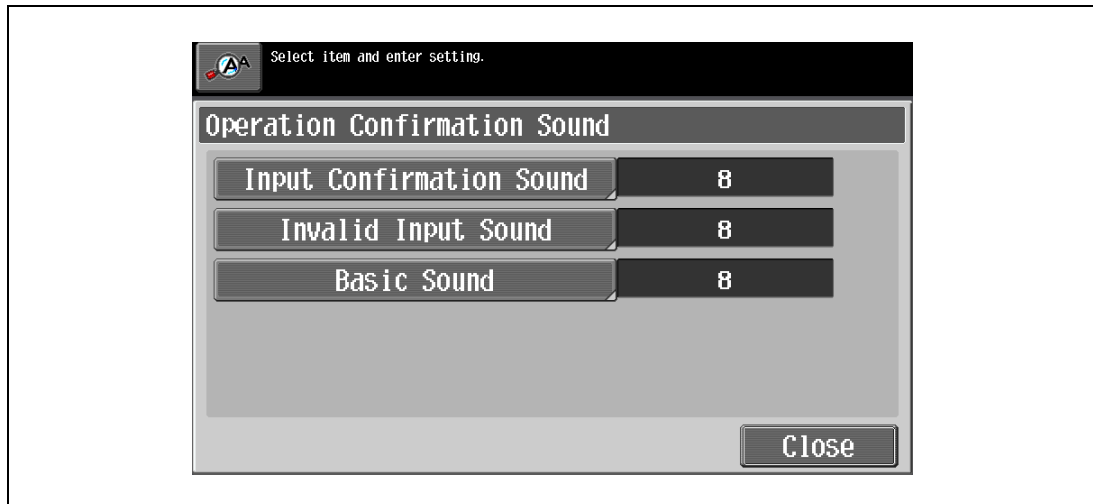 Select item and enter setting.
Operation Confirmation Sound
Input Confirmation Sound 8
Invalid Input Sound 8
Basic Sound 8
Close